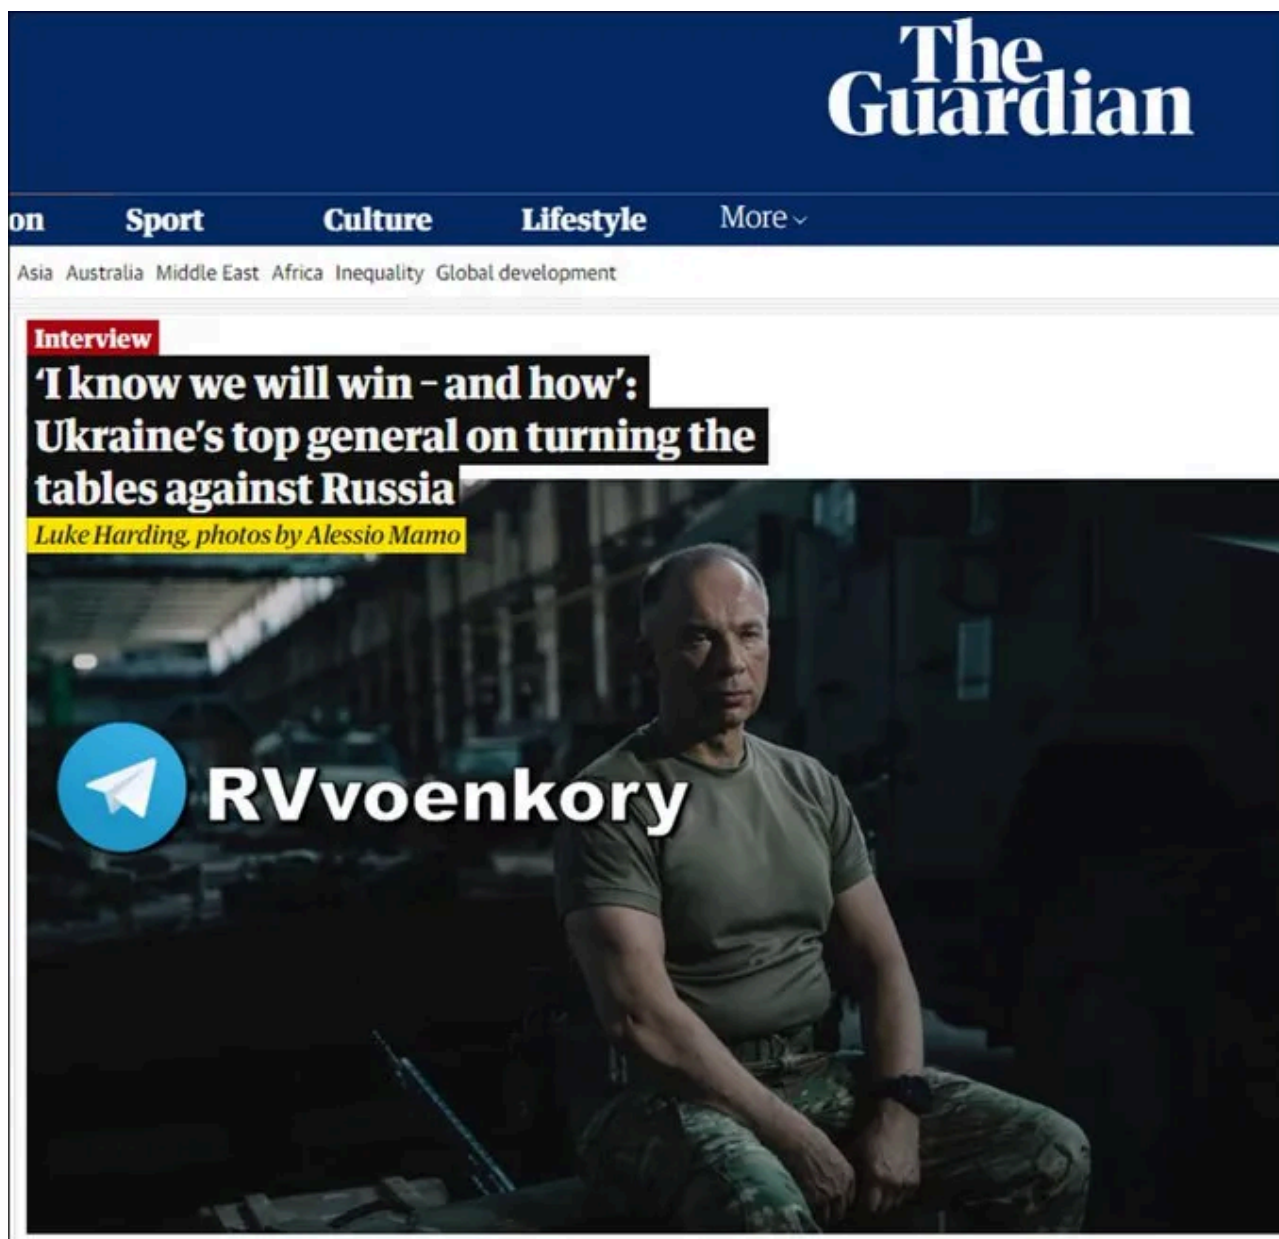 The
Guardian
on Sport Culture Lifestyle More
Asia Australia Middle East Africa Inequality Global development
Interview
‘I know we will win – and how’:
Ukraine’s top general on turning the
tables against Russia
Luke Harding, photos by Alessio Mamo
RVvoenkory